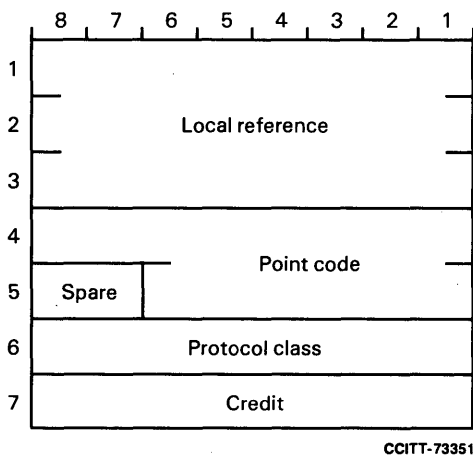 8 7 6 5 4 3 2 1
1
2 Local reference
3
4
Point code
5 Spare
6 Protocol class
7 Credit
CCITT-73351